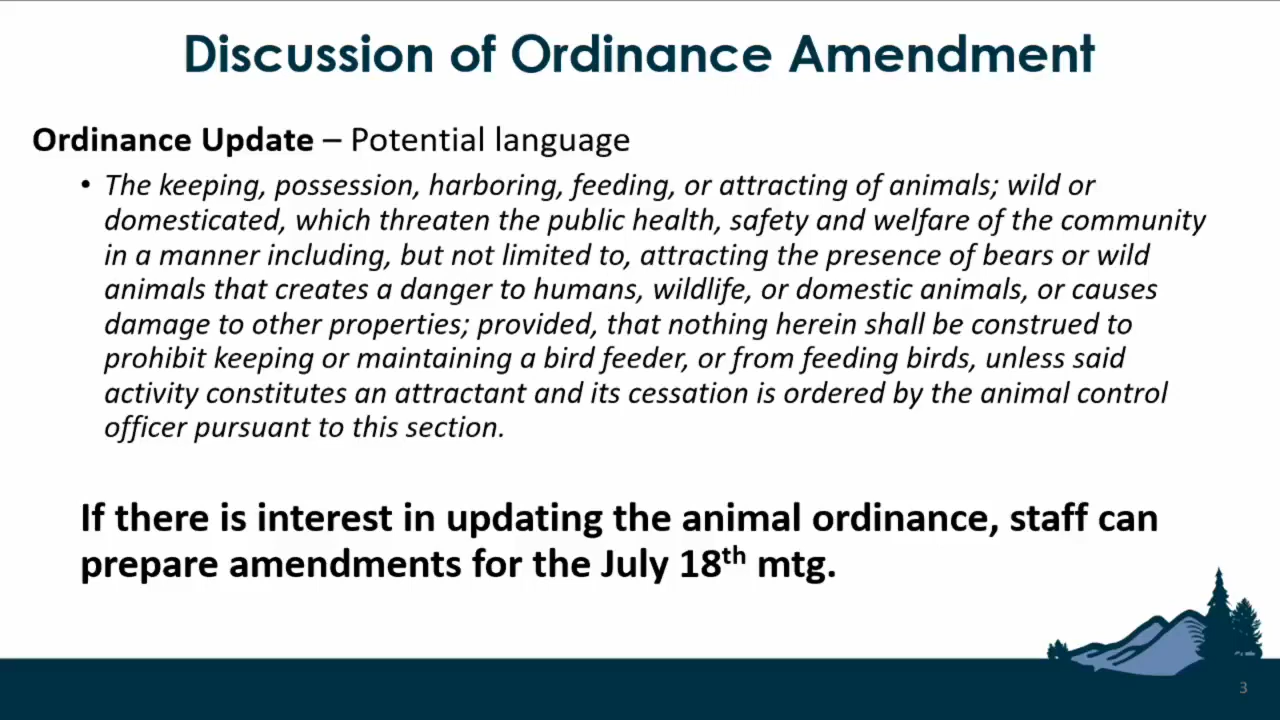 Discussion of Ordinance Amendment
Ordinance Update – Potential language
• The keeping, possession, harboring, feeding, or attracting of animals; wild or
domesticated, which threaten the public health, safety and welfare of the community
in a manner including, but not limited to, attracting the presence of bears or wild
animals that creates a danger to humans, wildlife, or domestic animals, or causes
damage to other properties; provided, that nothing herein shall be construed to
prohibit keeping or maintaining a bird feeder, or from feeding birds, unless said
activity constitutes an attractant and its cessation is ordered by the animal control
officer pursuant to this section.
If there is interest in updating the animal ordinance, staff can
prepare amendments for the July 18th mtg.
3